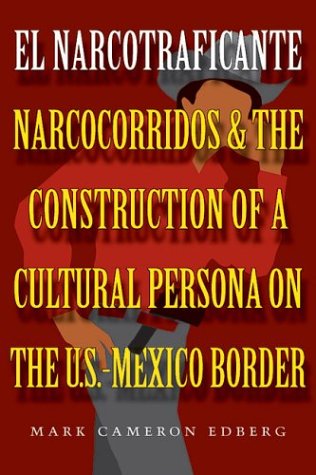 EL NARCOTRAFICANTE
NARCOCORRIDOS & THE
CONSTRUCTION OF A
CULTURAL PERSONA ON
THE U.S.-MEXICO BORDER
MARK CAMERON EDBERG